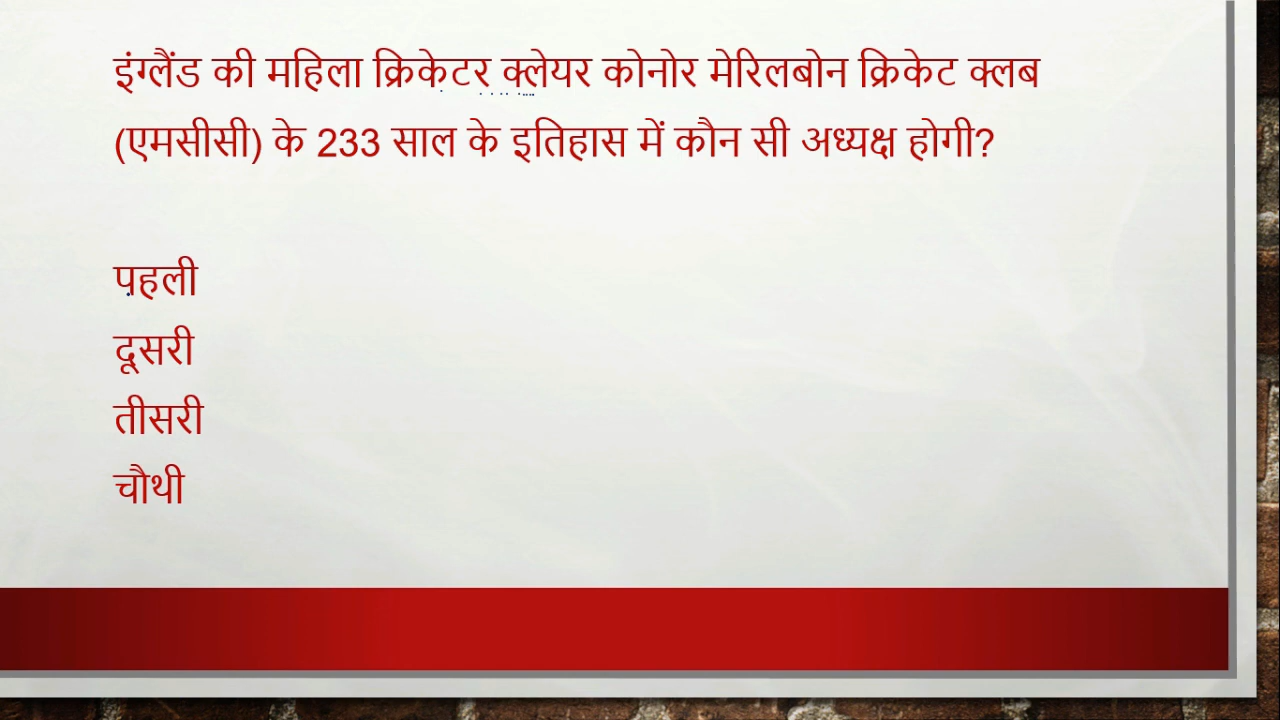 इंग्लैंड की महिला क्रिकेटर क्लेयर कोनोर मेरिलबोन क्रिकेट क्लब
(एमसीसी) के 233 साल के इतिहास में कौन सी अध्यक्ष होगी?
पहली
दूसरी
तीसरी
चौथी